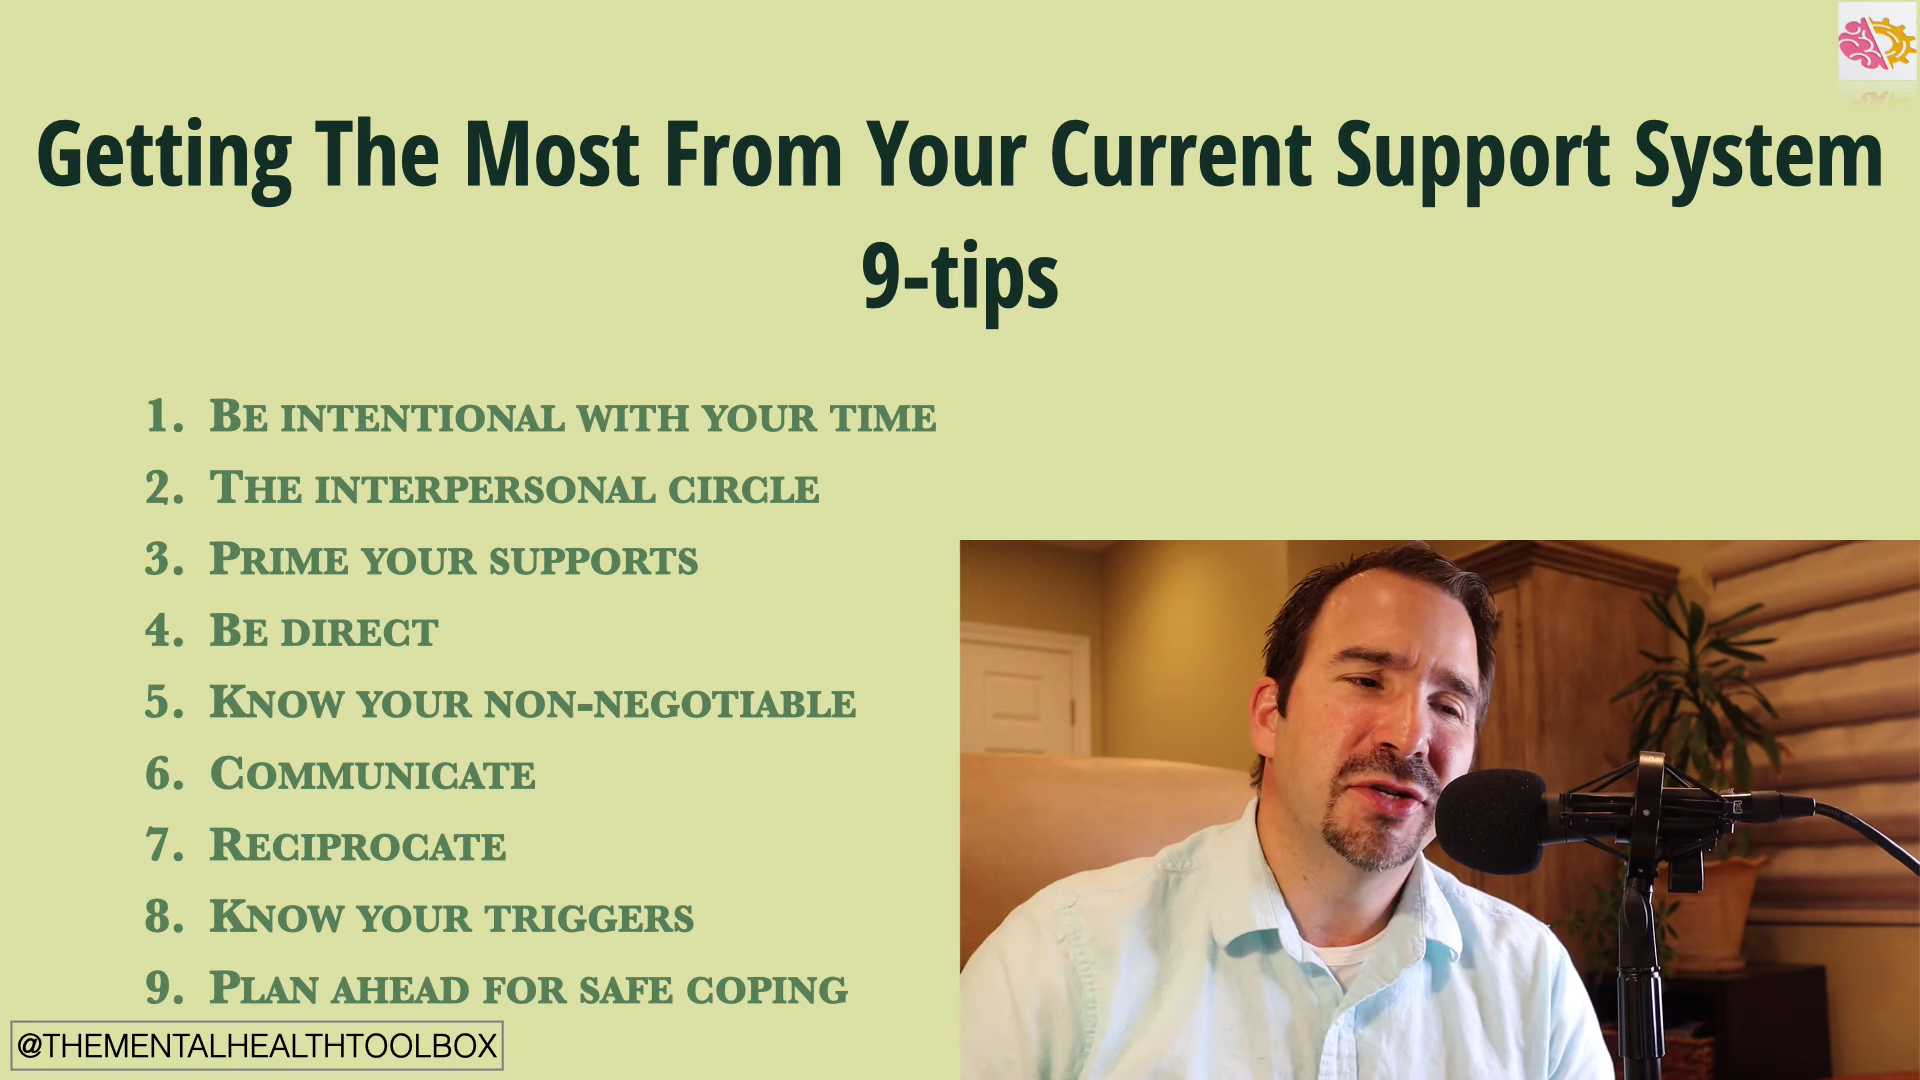 Getting The Most From Your Current Support System
9-tips
1. Be intentional with your time
2. The interpersonal circle
3. Prime your supports
4. Be direct
5. Know your non-negotiable
6. Communicate
7. Reciprocate
8. Know your triggers
9. Plan ahead for safe coping
@THEMENTALHEALTHTOOLBOX